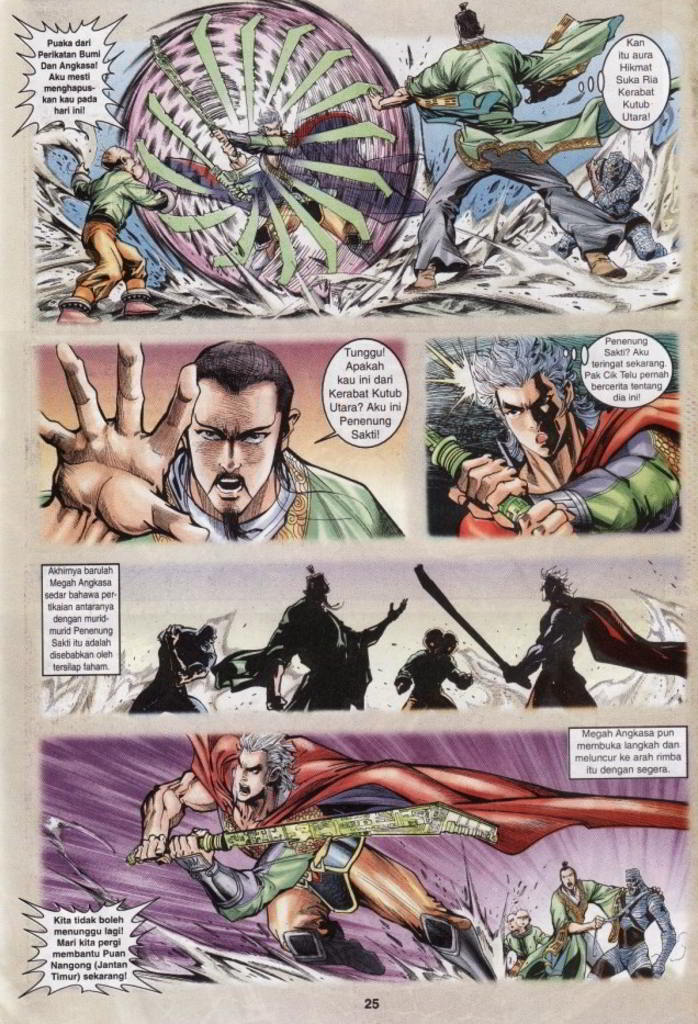 Puaka dari
Perikatan Bumi
Dan Angkasa!
Aku mesti
menghapus-
kan kau pada
hari ini!
Kan
itu aura
Hikmat
Suka Ria
Kerabat
Kutub
Utara!
Tunggu!
Apakah
kau ini dari
Kerabat Kutub
Utara? Aku ini
Penenung
Sakti!
Penenung
Sakti? Aku
teringat sekarang.
Pak Cik Telu pernah
bercerita tentang
dia ini!
Akhirnya barulah
Megah Angkasa
sedar bahawa per-
tikaian antaranya
dengan murid-
murid Penenung
Sakti itu adalah
disebabkan oleh
tersilap faham.
Megah Angkasa pun
membuka langkah dan
meluncur ke arah rimba
itu dengan segera.
Kita tidak boleh
menunggu lagi!
Mari kita pergi
membantu Puan
Nangong (Jantan
Timur) sekarang!
25